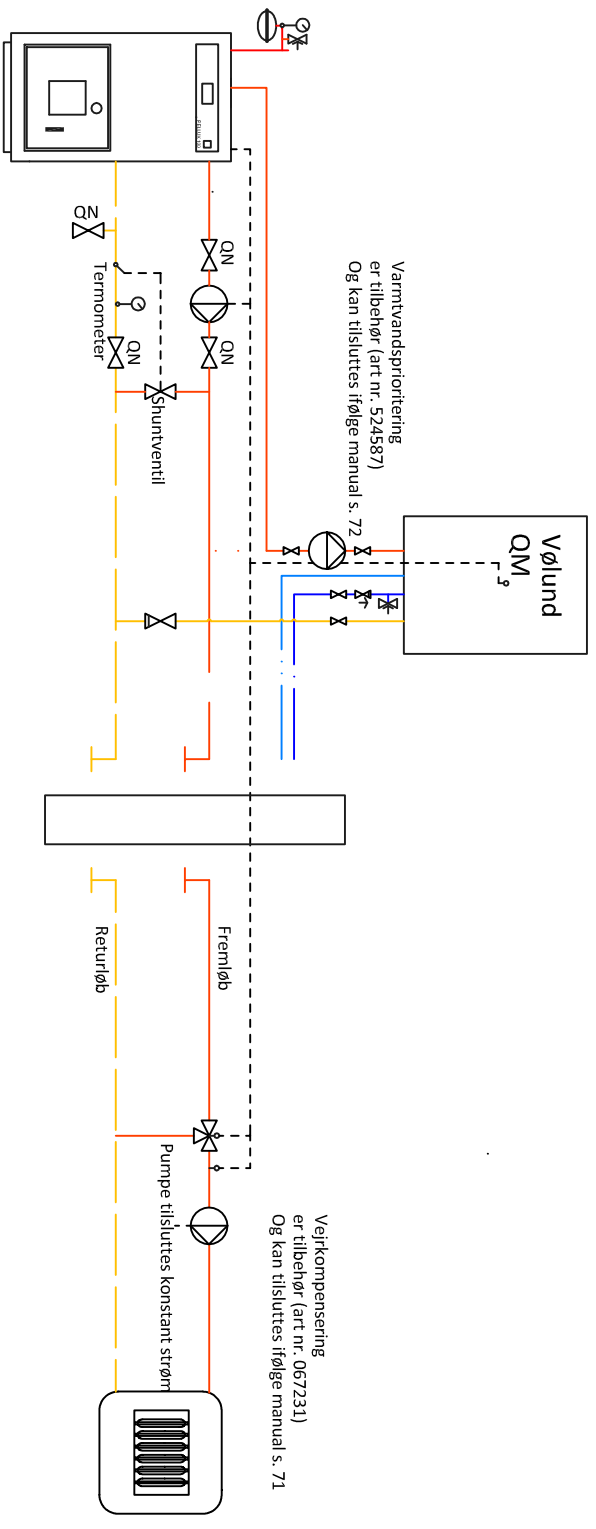 Vølund
QM
Varmtvandsprioritering
er tilbehør (art nr. 524587)
Og kan tilsluttes ifølge manual s. 72
QN
QN
QN
QN
Termometer
Shuntventil
Fremløb
Returløb
Vejrkompensering
er tilbehør (art nr. 067231)
Og kan tilsluttes ifølge manual s. 71
Pumpe tilsluttes konstant strøm